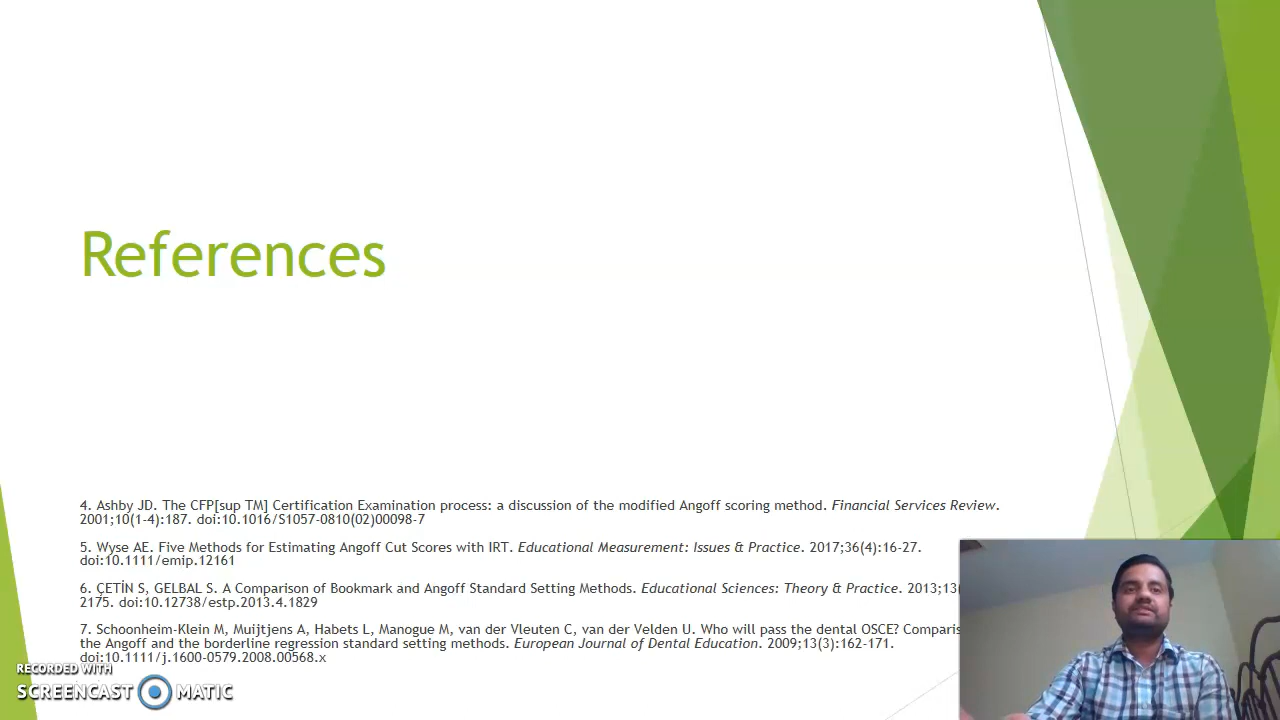 References
4. Ashby JD. The CFP[sup TM] Certification Examination process: a discussion of the modified Angoff scoring method. Financial Services Review.
2001;10(1-4):187. doi:10.1016/S1057-0810(02)00098-7
5. Wyse AE. Five Methods for Estimating Angoff Cut Scores with IRT. Educational Measurement: Issues & Practice. 2017;36(4):16-27.
doi:10.1111/emip.12161
6. ÇETİN S, GELBAL S. A Comparison of Bookmark and Angoff Standard Setting Methods. Educational Sciences: Theory & Practice. 2013;13(
2175. doi:10.12738/estp.2013.4.1829
7. Schoonheim-Klein M, Muijtjens A, Habets L, Manogue M, van der Vleuten C, van der Velden U. Who will pass the dental OSCE? Comparis
the Angoff and the borderline regression standard setting methods. European Journal of Dental Education. 2009;13(3):162-171.
doi:10.1111/j.1600-0579.2008.00568.x
RECORDED WITH
SCREENCAST MATIC